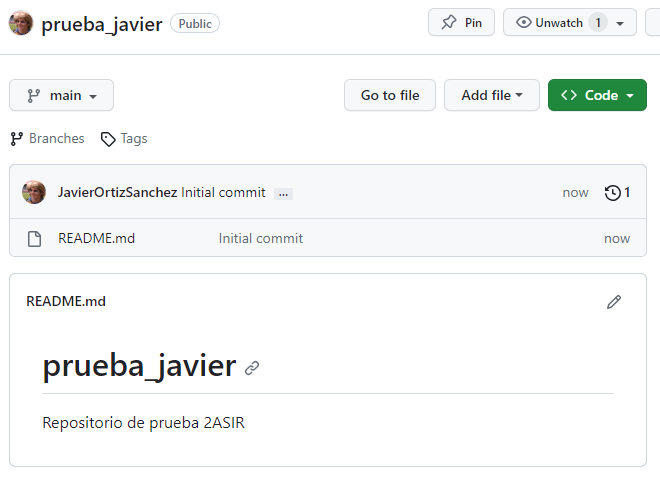 prueba_javier Public Pin Unwatch 1
main Go to file Add file Code
Branches Tags
JavierOrtizSanchez Initial commit ... now 1
README.md Initial commit now
README.md
prueba_javier
Repositorio de prueba 2ASIR